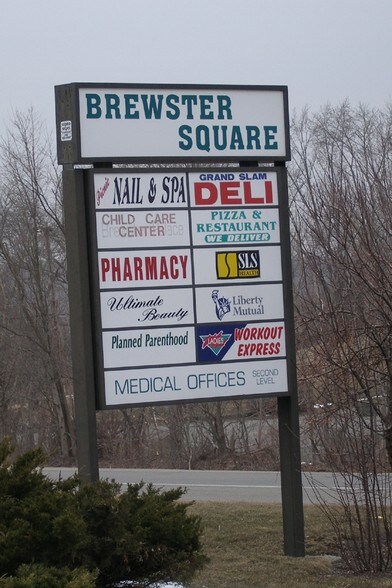 BREWSTER
SQUARE
NAIL & SPA
GRAND SLAM
DELI
CHILD CARE
CENTER
PIZZA &
RESTAURANT
WE DELIVER
PHARMACY
S SLS
HEALTH
Ultimate
Beauty
Liberty
Mutual
Planned Parenthood
LADIES
WORKOUT
EXPRESS
MEDICAL OFFICES SECOND
LEVEL